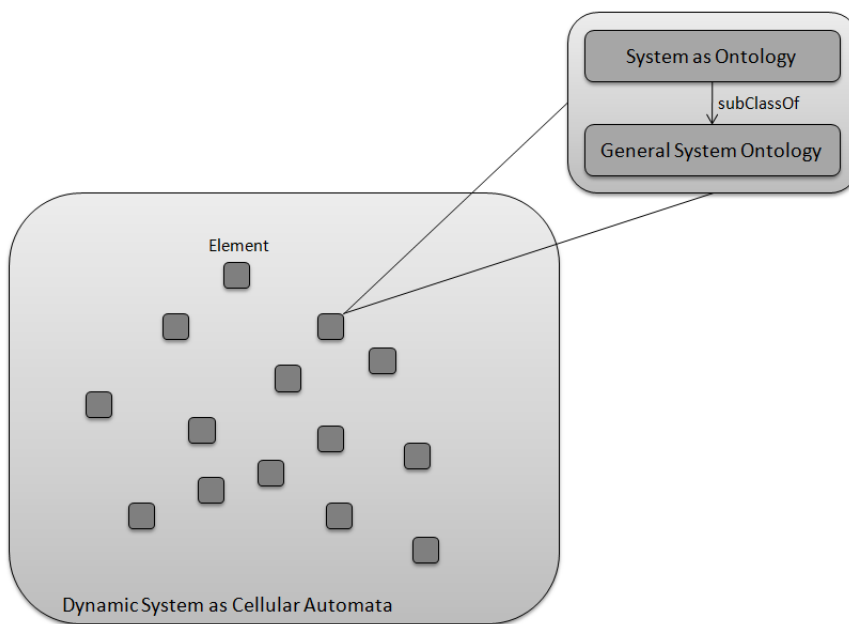 System as Ontology
subClassOf
General System Ontology
Element
Dynamic System as Cellular Automata